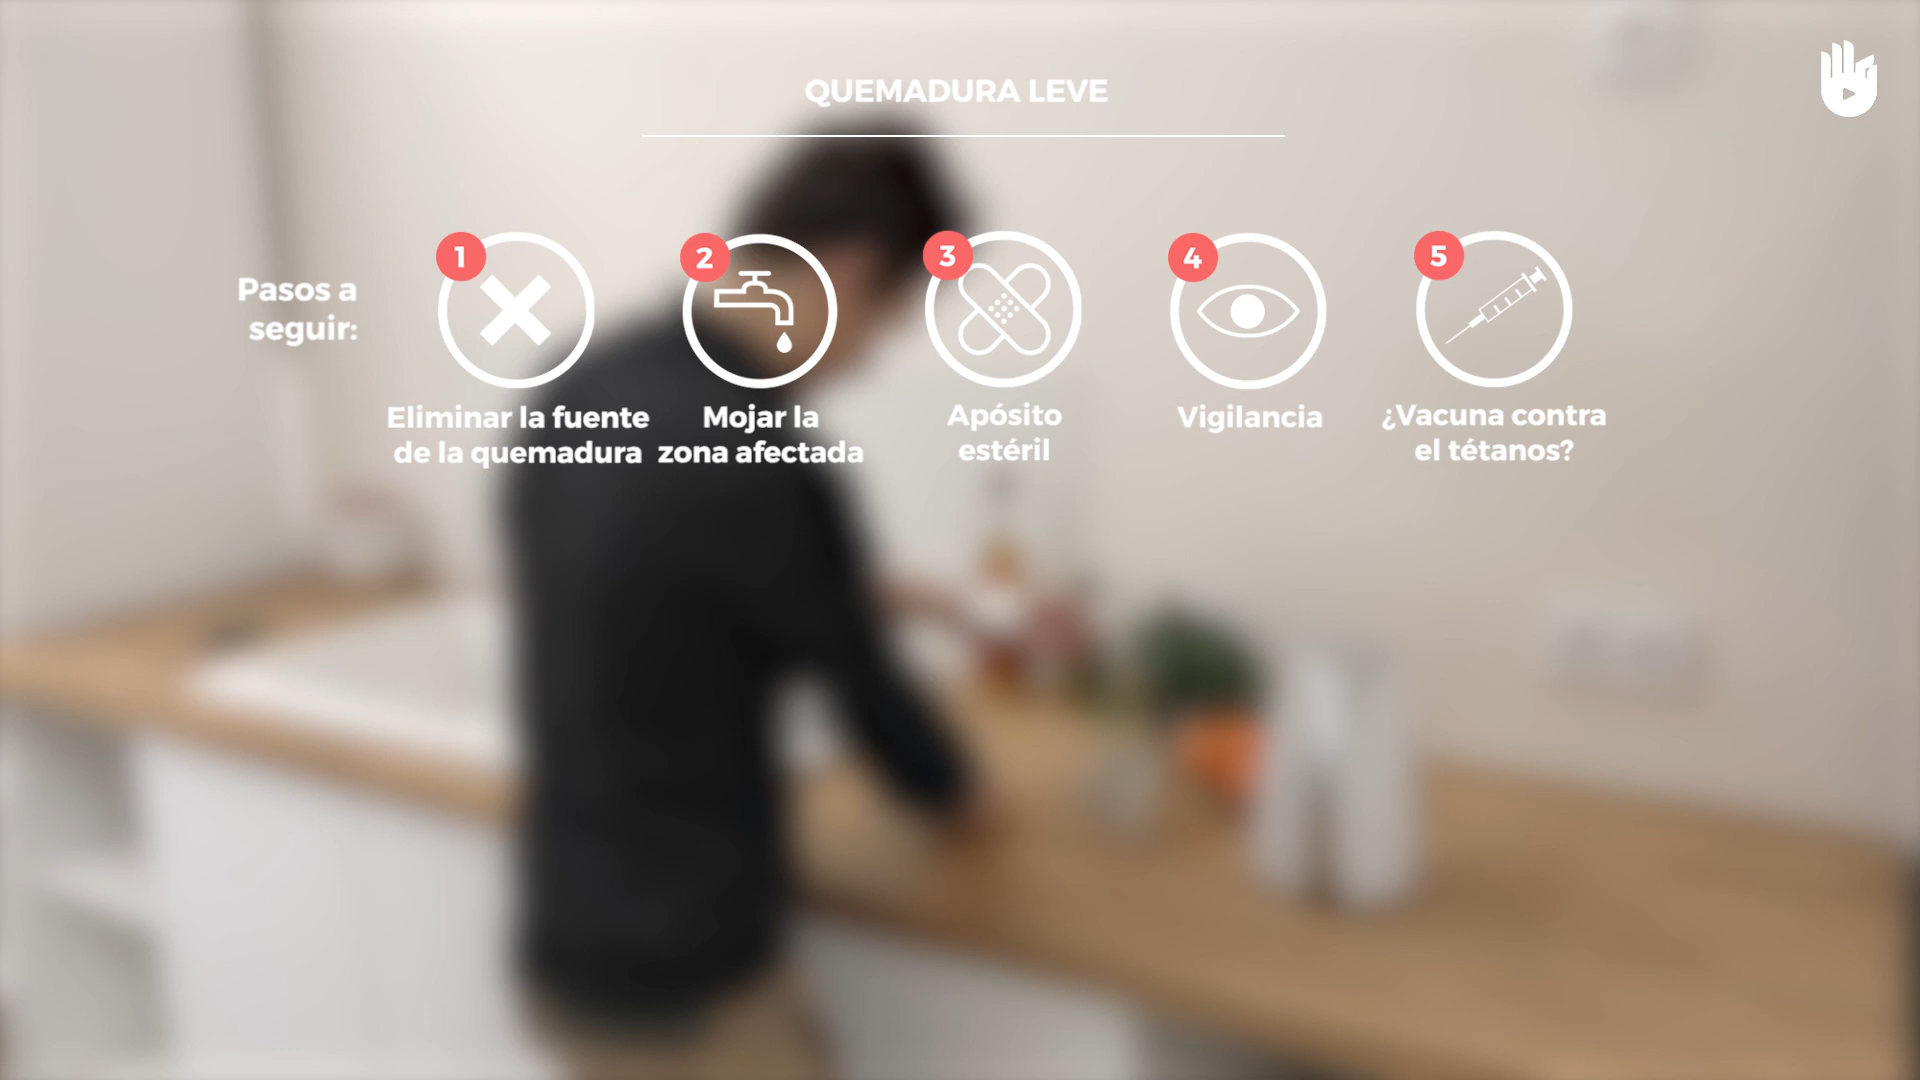 QUEMADURA LEVE
Pasos a
seguir:
1
Eliminar la fuente
de la quemadura
2
Mojar la
zona afectada
3
Apósito
estéril
4
Vigilancia
5
¿Vacuna contra
el tétanos?